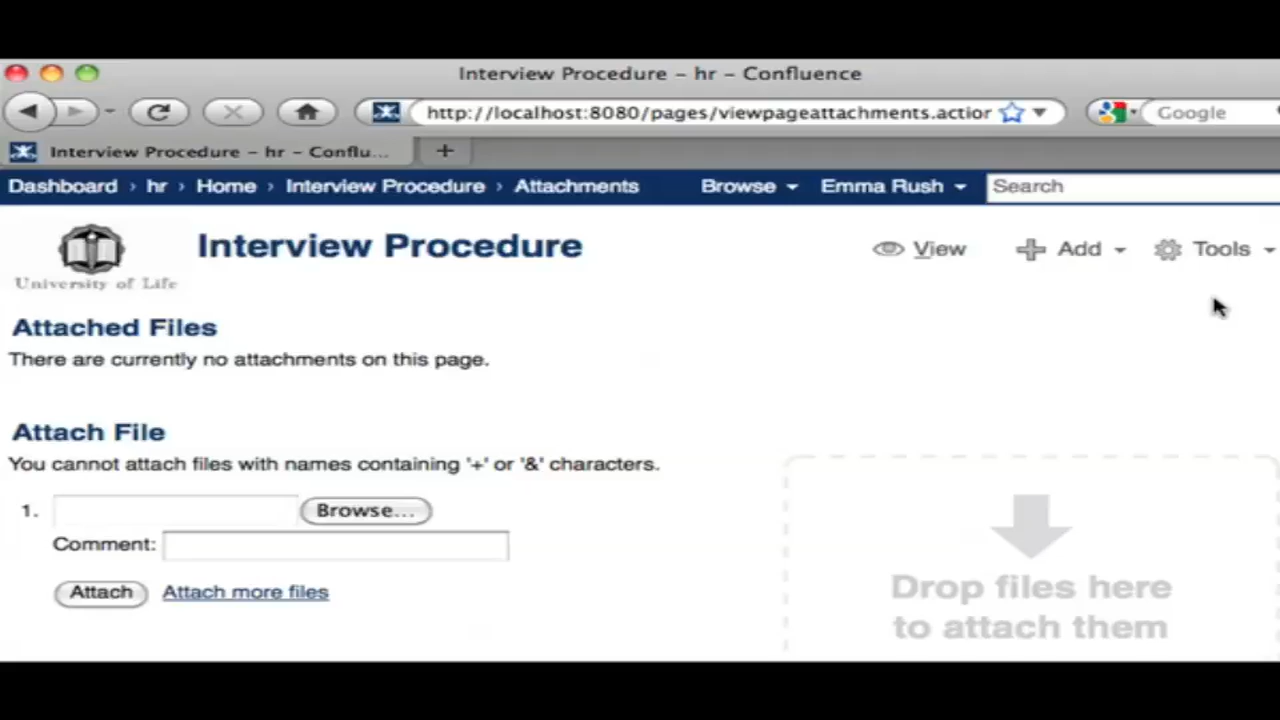 Interview Procedure – hr – Confluence
http://localhost:8080/pages/viewpageattachments.action
Google
Interview Procedure – hr – Conflu...
+
Dashboard › hr › Home › Interview Procedure › Attachments Browse Emma Rush Search
Interview Procedure
View Add Tools
University of Life
Attached Files
There are currently no attachments on this page.
Attach File
You cannot attach files with names containing '+' or '&' characters.
1. Browse...
Comment:
Attach Attach more files
Drop files here
to attach them